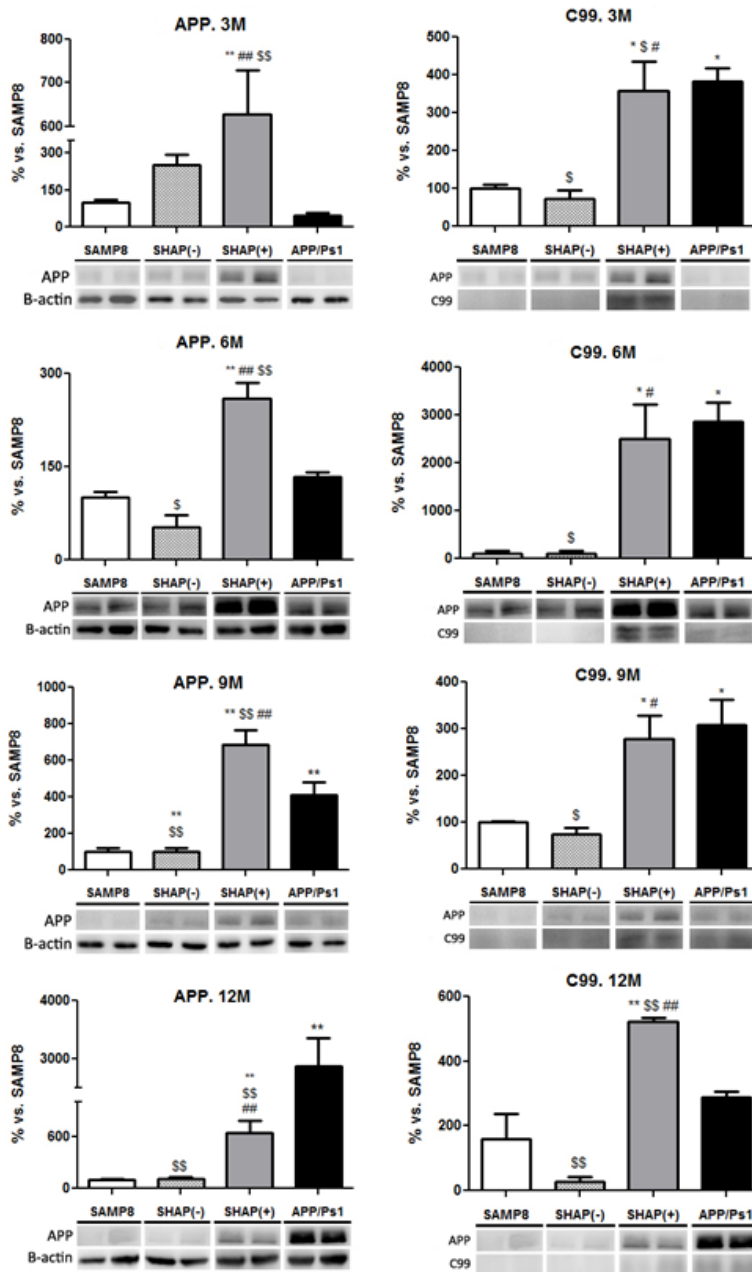 APP. 3M
% vs. SAMP8
800
700
600
300
150
0
** ## $$
SAMP8 SHAP(-) SHAP(+) APP/Ps1
APP
B-actin
C99. 3M
% vs. SAMP8
500
400
300
200
100
0
$
* $ #
*
SAMP8 SHAP(-) SHAP(+) APP/Ps1
APP
C99
APP. 6M
% vs. SAMP8
300
150
0
$
** ## $$
SAMP8 SHAP(-) SHAP(+) APP/Ps1
APP
B-actin
C99. 6M
% vs. SAMP8
4000
3000
2000
1000
0
$
* #
*
SAMP8 SHAP(-) SHAP(+) APP/Ps1
APP
C99
APP. 9M
% vs. SAMP8
1000
800
600
400
200
0
**
$$
** $$ ##
**
SAMP8 SHAP(-) SHAP(+) APP/Ps1
APP
B-actin
C99. 9M
% vs. SAMP8
400
300
200
100
0
$
* #
*
SAMP8 SHAP(-) SHAP(+) APP/Ps1
APP
C99
APP. 12M
% vs. SAMP8
4000
3000
600
0
$$
**
$$
##
**
SAMP8 SHAP(-) SHAP(+) APP/Ps1
APP
B-actin
C99. 12M
% vs. SAMP8
600
400
200
0
$$
** $$ ##
SAMP8 SHAP(-) SHAP(+) APP/Ps1
APP
C99